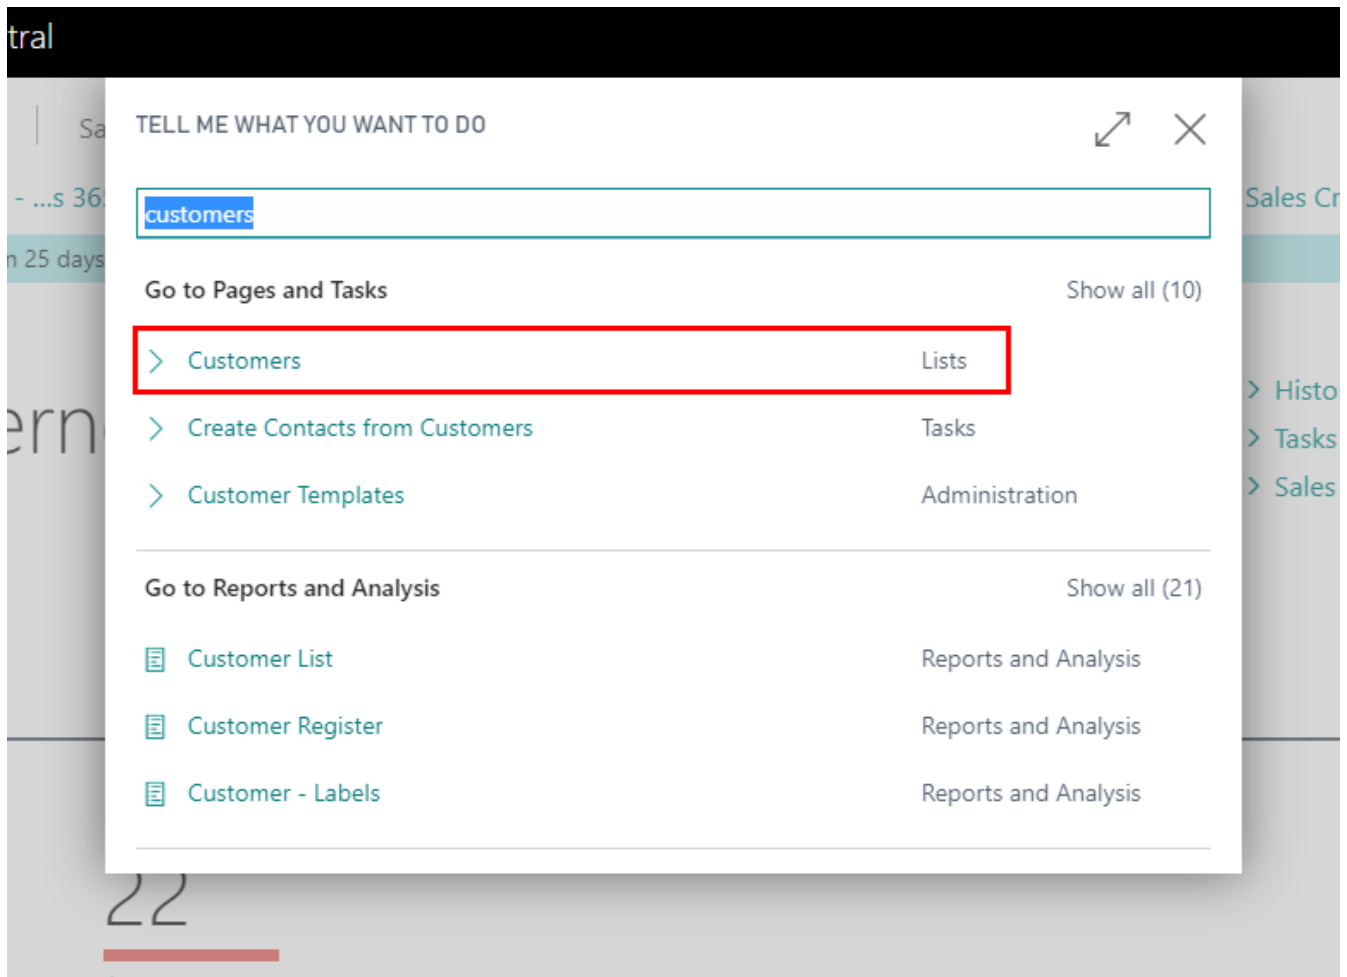 tral
Sa
TELL ME WHAT YOU WANT TO DO
- ...s 365
customers
Sales Cr
n 25 days
Go to Pages and Tasks Show all (10)
Customers Lists
Histo
ern
Create Contacts from Customers Tasks
Tasks
Customer Templates Administration
Sales
Go to Reports and Analysis Show all (21)
Customer List Reports and Analysis
Customer Register Reports and Analysis
Customer - Labels Reports and Analysis
22